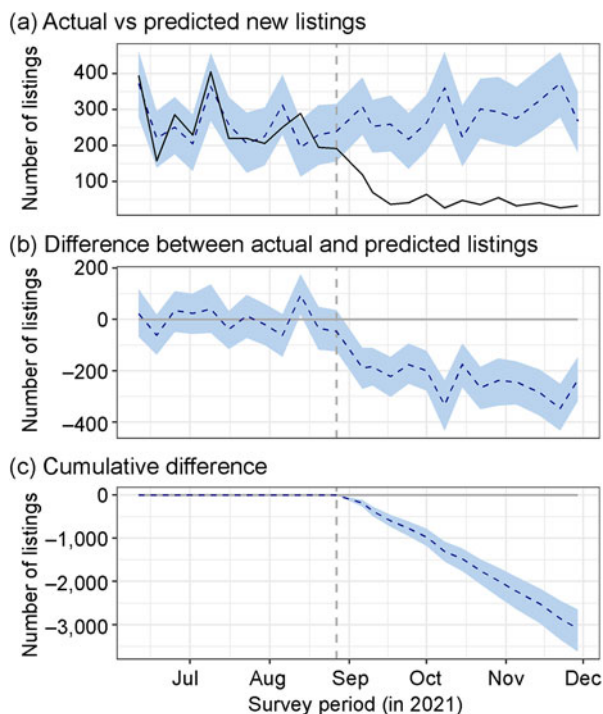 (a) Actual vs predicted new listings
Number of listings
400
300
200
100
(b) Difference between actual and predicted listings
Number of listings
200
0
−200
−400
(c) Cumulative difference
Number of listings
0
−1,000
−2,000
−3,000
Jul Aug Sep Oct Nov Dec
Survey period (in 2021)